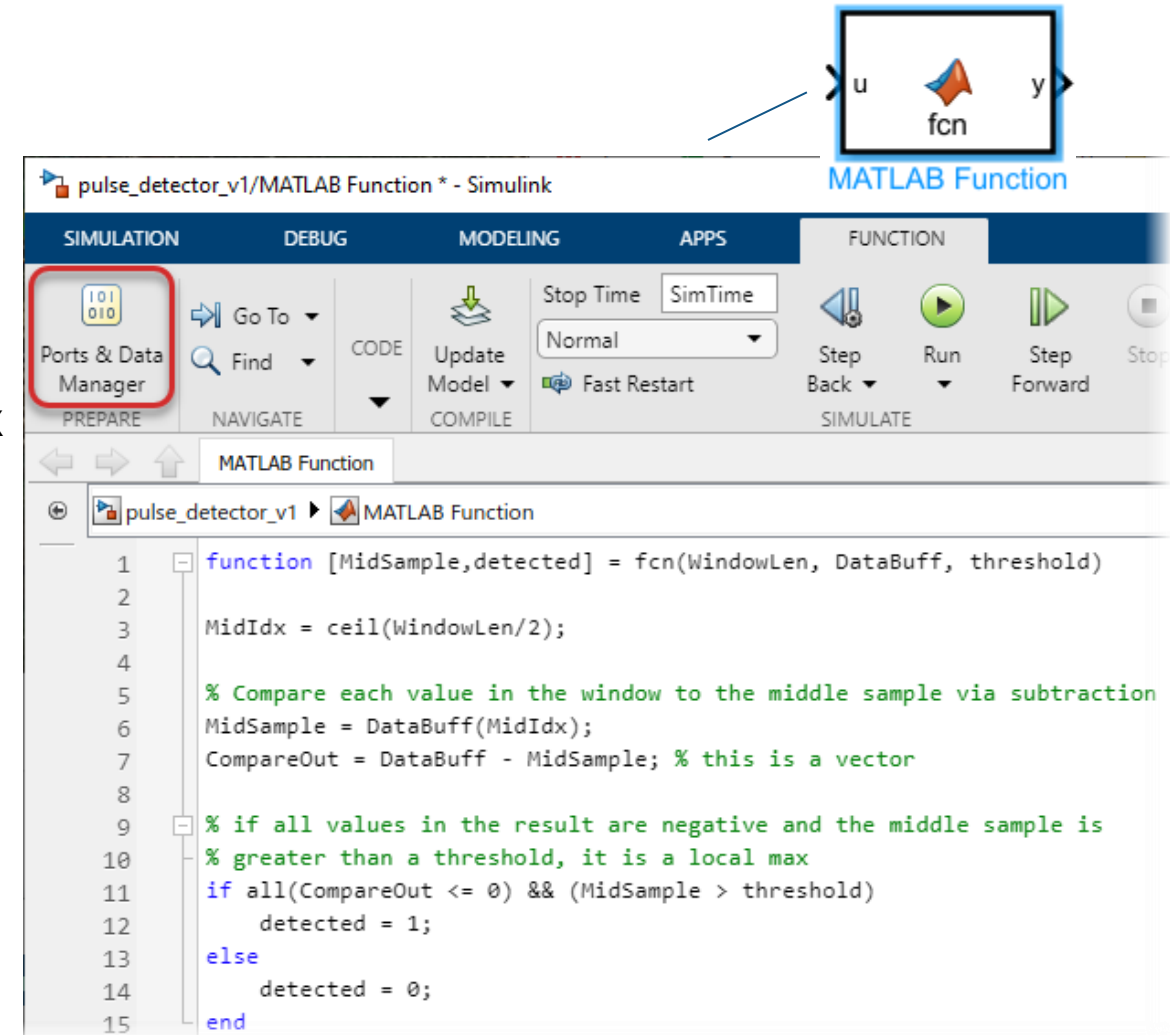 u
y
fcn
MATLAB Function
pulse_detector_v1/MATLAB Function * - Simulink
SIMULATION DEBUG MODELING APPS FUNCTION
101
010
Ports & Data
Manager
PREPARE
Go To
Find
NAVIGATE
CODE
Update
Model
COMPILE
Stop Time SimTime
Normal
Fast Restart
Step
Back
Run
Step
Forward
Stop
SIMULATE
MATLAB Function
pulse_detector_v1 MATLAB Function
1 function [MidSample,detected] = fcn(WindowLen, DataBuff, threshold)
2
3 MidIdx = ceil(WindowLen/2);
4
5 % Compare each value in the window to the middle sample via subtraction
6 MidSample = DataBuff(MidIdx);
7 CompareOut = DataBuff - MidSample; % this is a vector
8
9 % if all values in the result are negative and the middle sample is
10 % greater than a threshold, it is a local max
11 if all(CompareOut <= 0) && (MidSample > threshold)
12 detected = 1;
13 else
14 detected = 0;
15 end